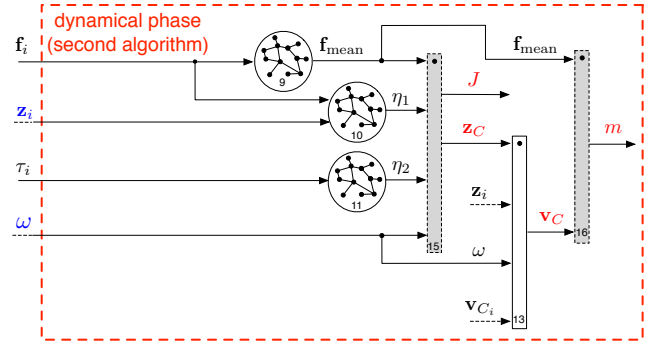 dynamical phase
(second algorithm)
f_i
f_mean
f_mean
9
J
η_1
z_i
10
z_C
m
τ_i
η_2
11
z_i
ω
v_C
16
15
ω
v_{C_i}
13